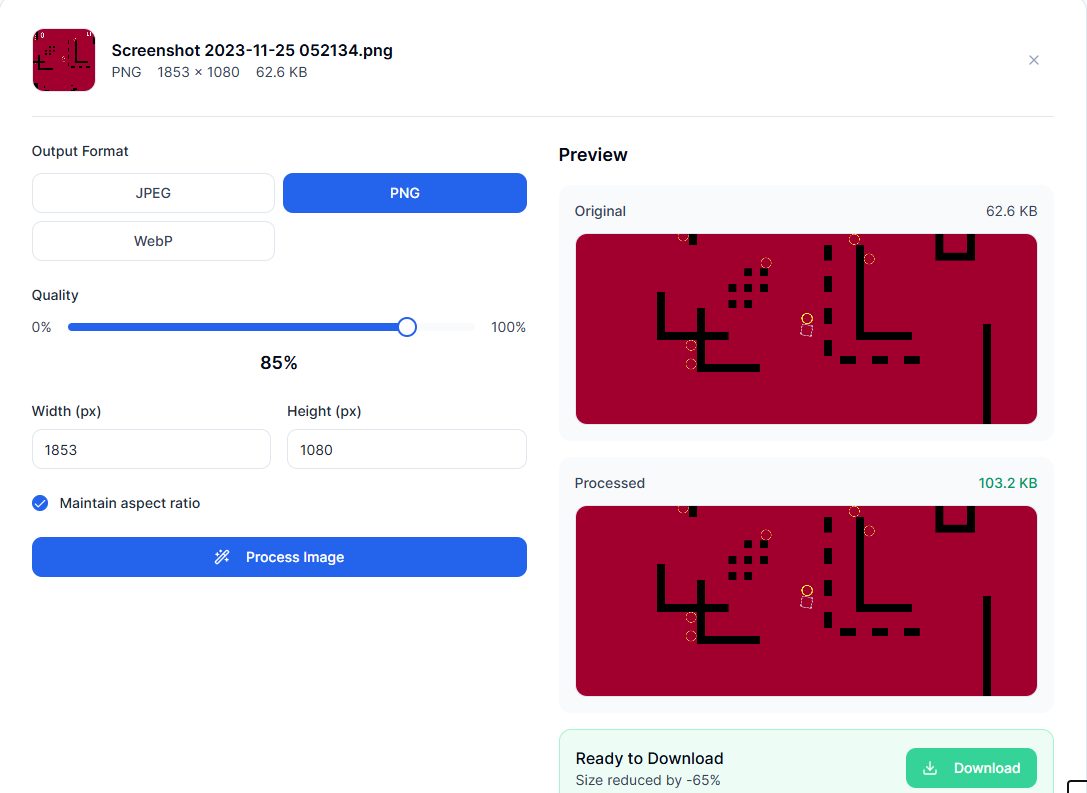 Screenshot 2023-11-25 052134.png
PNG 1853 × 1080 62.6 KB
Output Format
JPEG
PNG
WebP
Quality
0%
100%
85%
Width (px)
Height (px)
1853
1080
Maintain aspect ratio
Process Image
Preview
Original
62.6 KB
Processed
103.2 KB
Ready to Download
Size reduced by -65%
Download